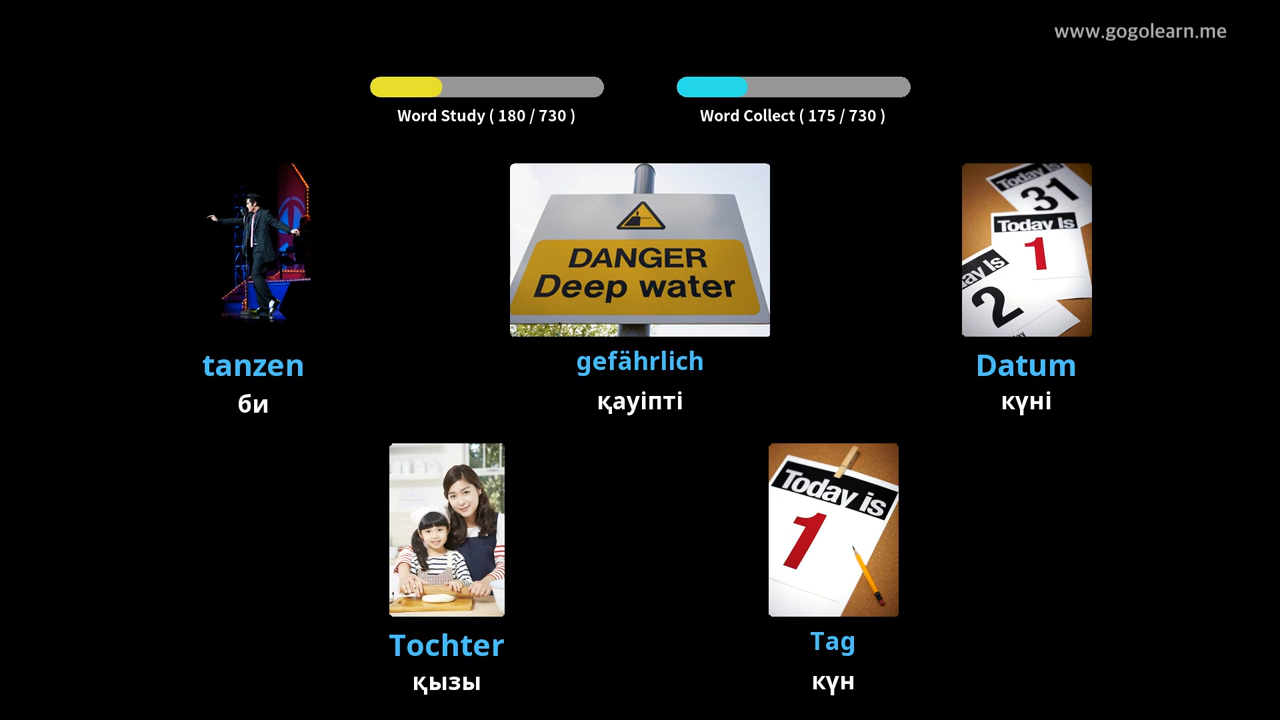 www.gogolearn.me
Word Study ( 180 / 730 )
Word Collect ( 175 / 730 )
DANGER
Deep water
Today Is
31
Today Is
1
ay Is
2
tanzen
gefährlich
Datum
би
қауіпті
күні
Today is
1
Tochter
Tag
қызы
күн